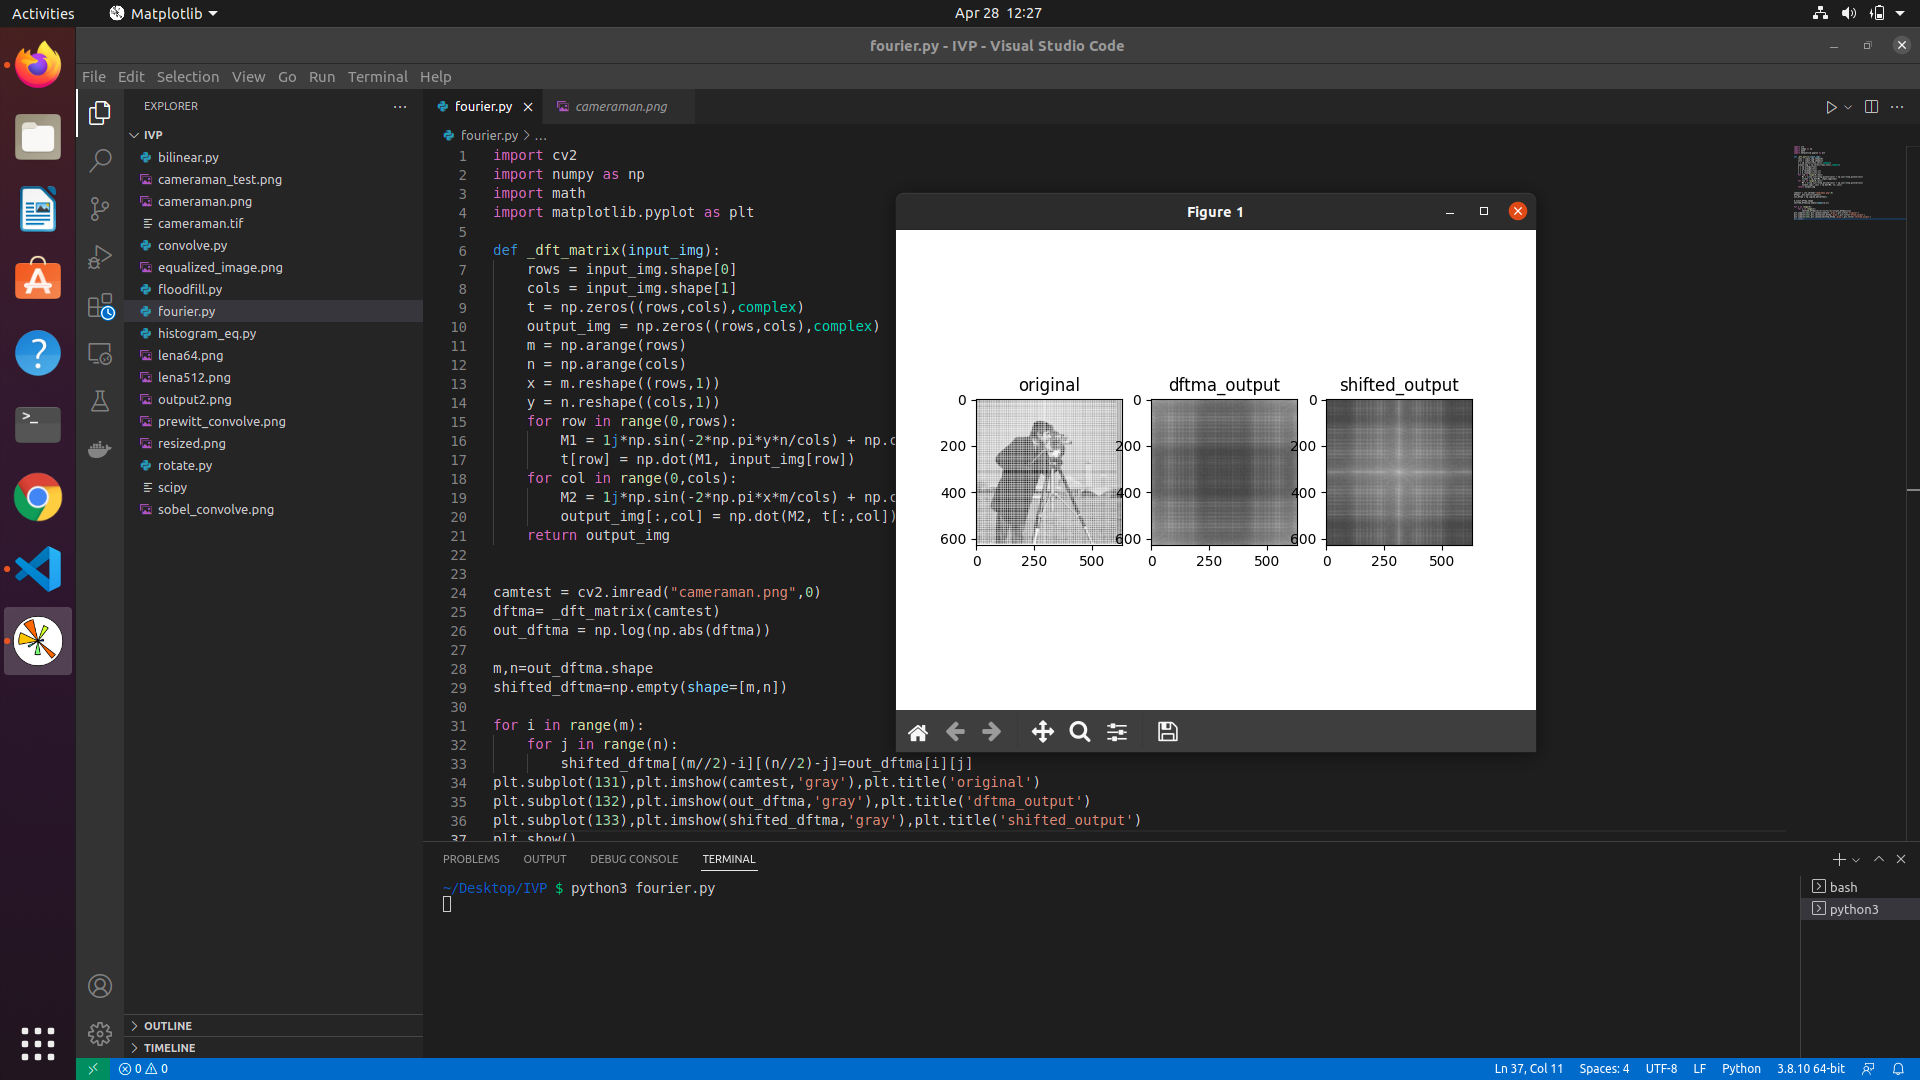 Activities
Matplotlib
Apr 28 12:27
fourier.py - IVP - Visual Studio Code
File Edit Selection View Go Run Terminal Help
EXPLORER
IVP
bilinear.py
cameraman_test.png
cameraman.png
cameraman.tif
convolve.py
equalized_image.png
floodfill.py
fourier.py
histogram_eq.py
lena64.png
lena512.png
output2.png
prewitt_convolve.png
resized.png
rotate.py
scipy
sobel_convolve.png
OUTLINE
TIMELINE
fourier.py
cameraman.png
fourier.py > ...
1 import cv2
2 import numpy as np
3 import math
4 import matplotlib.pyplot as plt
5
6 def _dft_matrix(input_img):
7 rows = input_img.shape[0]
8 cols = input_img.shape[1]
9 t = np.zeros((rows,cols),complex)
10 output_img = np.zeros((rows,cols),complex)
11 m = np.arange(rows)
12 n = np.arange(cols)
13 x = m.reshape((rows,1))
14 y = n.reshape((cols,1))
15 for row in range(0,rows):
16 M1 = 1j*np.sin(-2*np.pi*y*n/cols) + np.c
17 t[row] = np.dot(M1, input_img[row])
18 for col in range(0,cols):
19 M2 = 1j*np.sin(-2*np.pi*x*m/cols) + np.c
20 output_img[:,col] = np.dot(M2, t[:,col])
21 return output_img
22
23
24 camtest = cv2.imread("cameraman.png",0)
25 dftma= _dft_matrix(camtest)
26 out_dftma = np.log(np.abs(dftma))
27
28 m,n=out_dftma.shape
29 shifted_dftma=np.empty(shape=[m,n])
30
31 for i in range(m):
32 for j in range(n):
33 shifted_dftma[(m//2)-i][(n//2)-j]=out_dftma[i][j]
34 plt.subplot(131),plt.imshow(camtest,'gray'),plt.title('original')
35 plt.subplot(132),plt.imshow(out_dftma,'gray'),plt.title('dftma_output')
36 plt.subplot(133),plt.imshow(shifted_dftma,'gray'),plt.title('shifted_output')
37 plt.show()
Figure 1
original
0
200
400
600
0 250 500
dftma_output
0
200
400
600
0 250 500
shifted_output
0
200
400
600
0 250 500
PROBLEMS OUTPUT DEBUG CONSOLE TERMINAL
~/Desktop/IVP $ python3 fourier.py
bash
python3
0 0
Ln 37, Col 11
Spaces: 4
UTF-8
LF
Python
3.8.10 64-bit